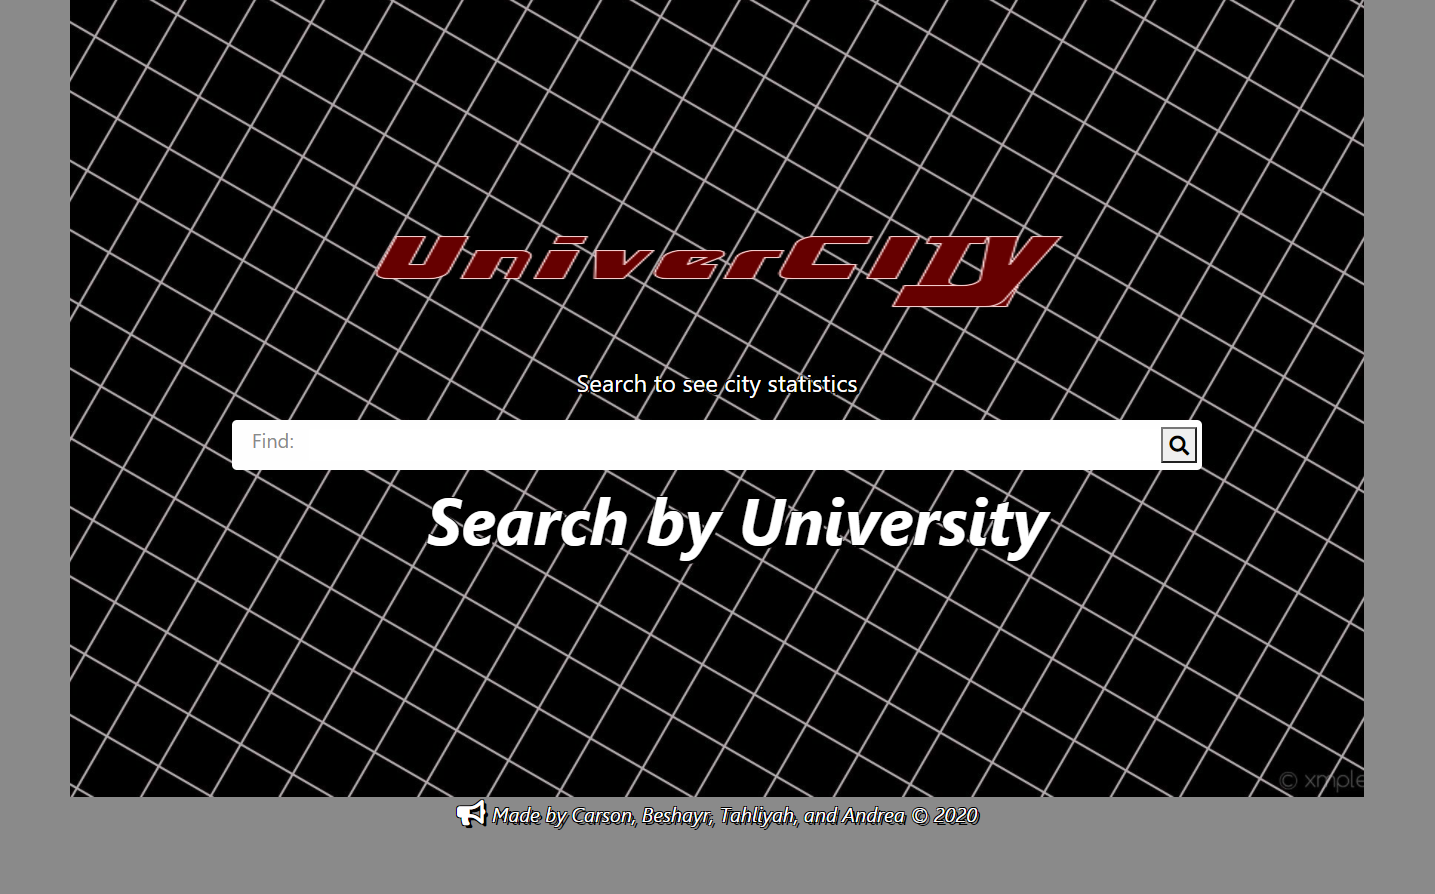 UniverCITy
Search to see city statistics
Find:
Search by University
© xmple
Made by Carson, Beshayr, Tahliyah, and Andrea © 2020